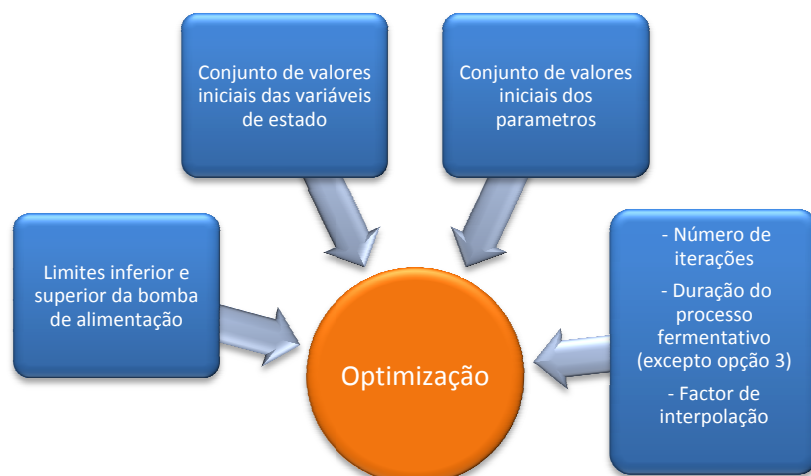 Conjunto de valores
iniciais das variáveis
de estado
Conjunto de valores
iniciais dos
parametros
Limites inferior e
superior da bomba
de alimentação
- Número de
iterações
- Duração do
processo
fermentativo
(excepto opção 3)
- Factor de
interpolação
Optimização